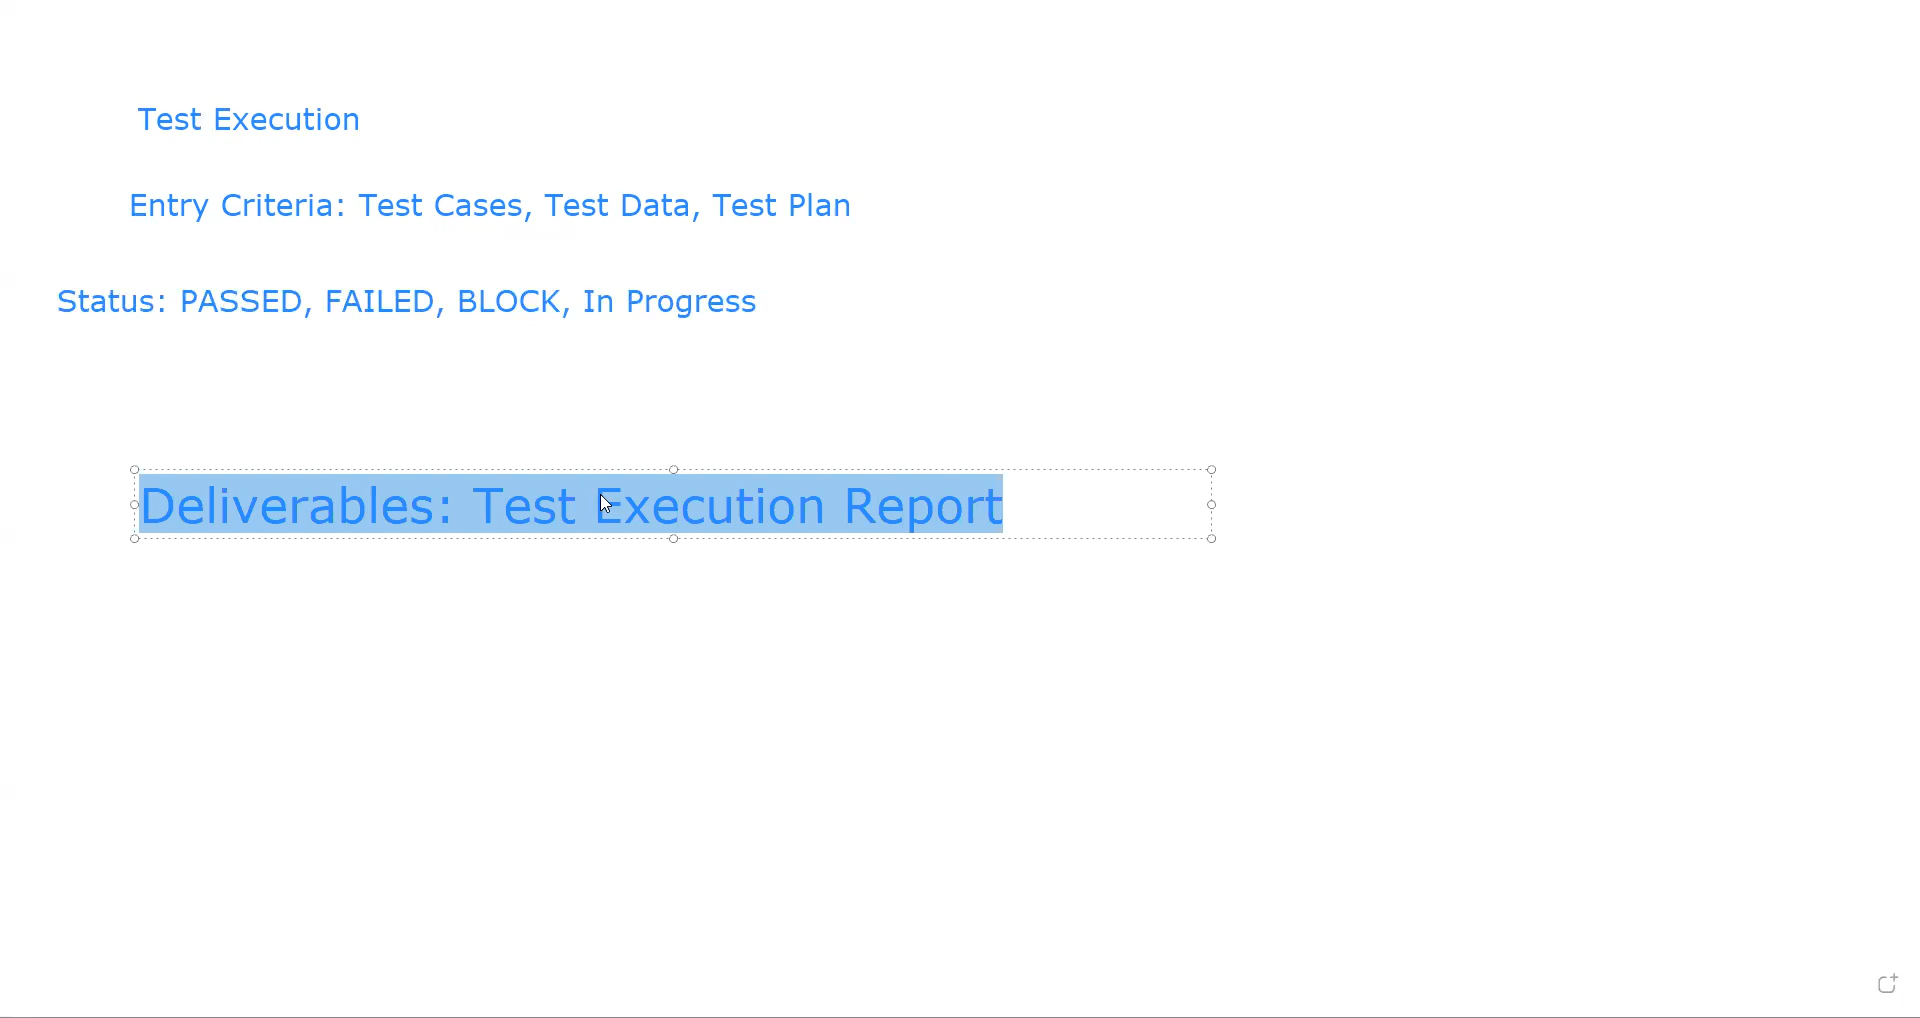 Test Execution
Entry Criteria: Test Cases, Test Data, Test Plan
Status: PASSED, FAILED, BLOCK, In Progress
Deliverables: Test Execution Report